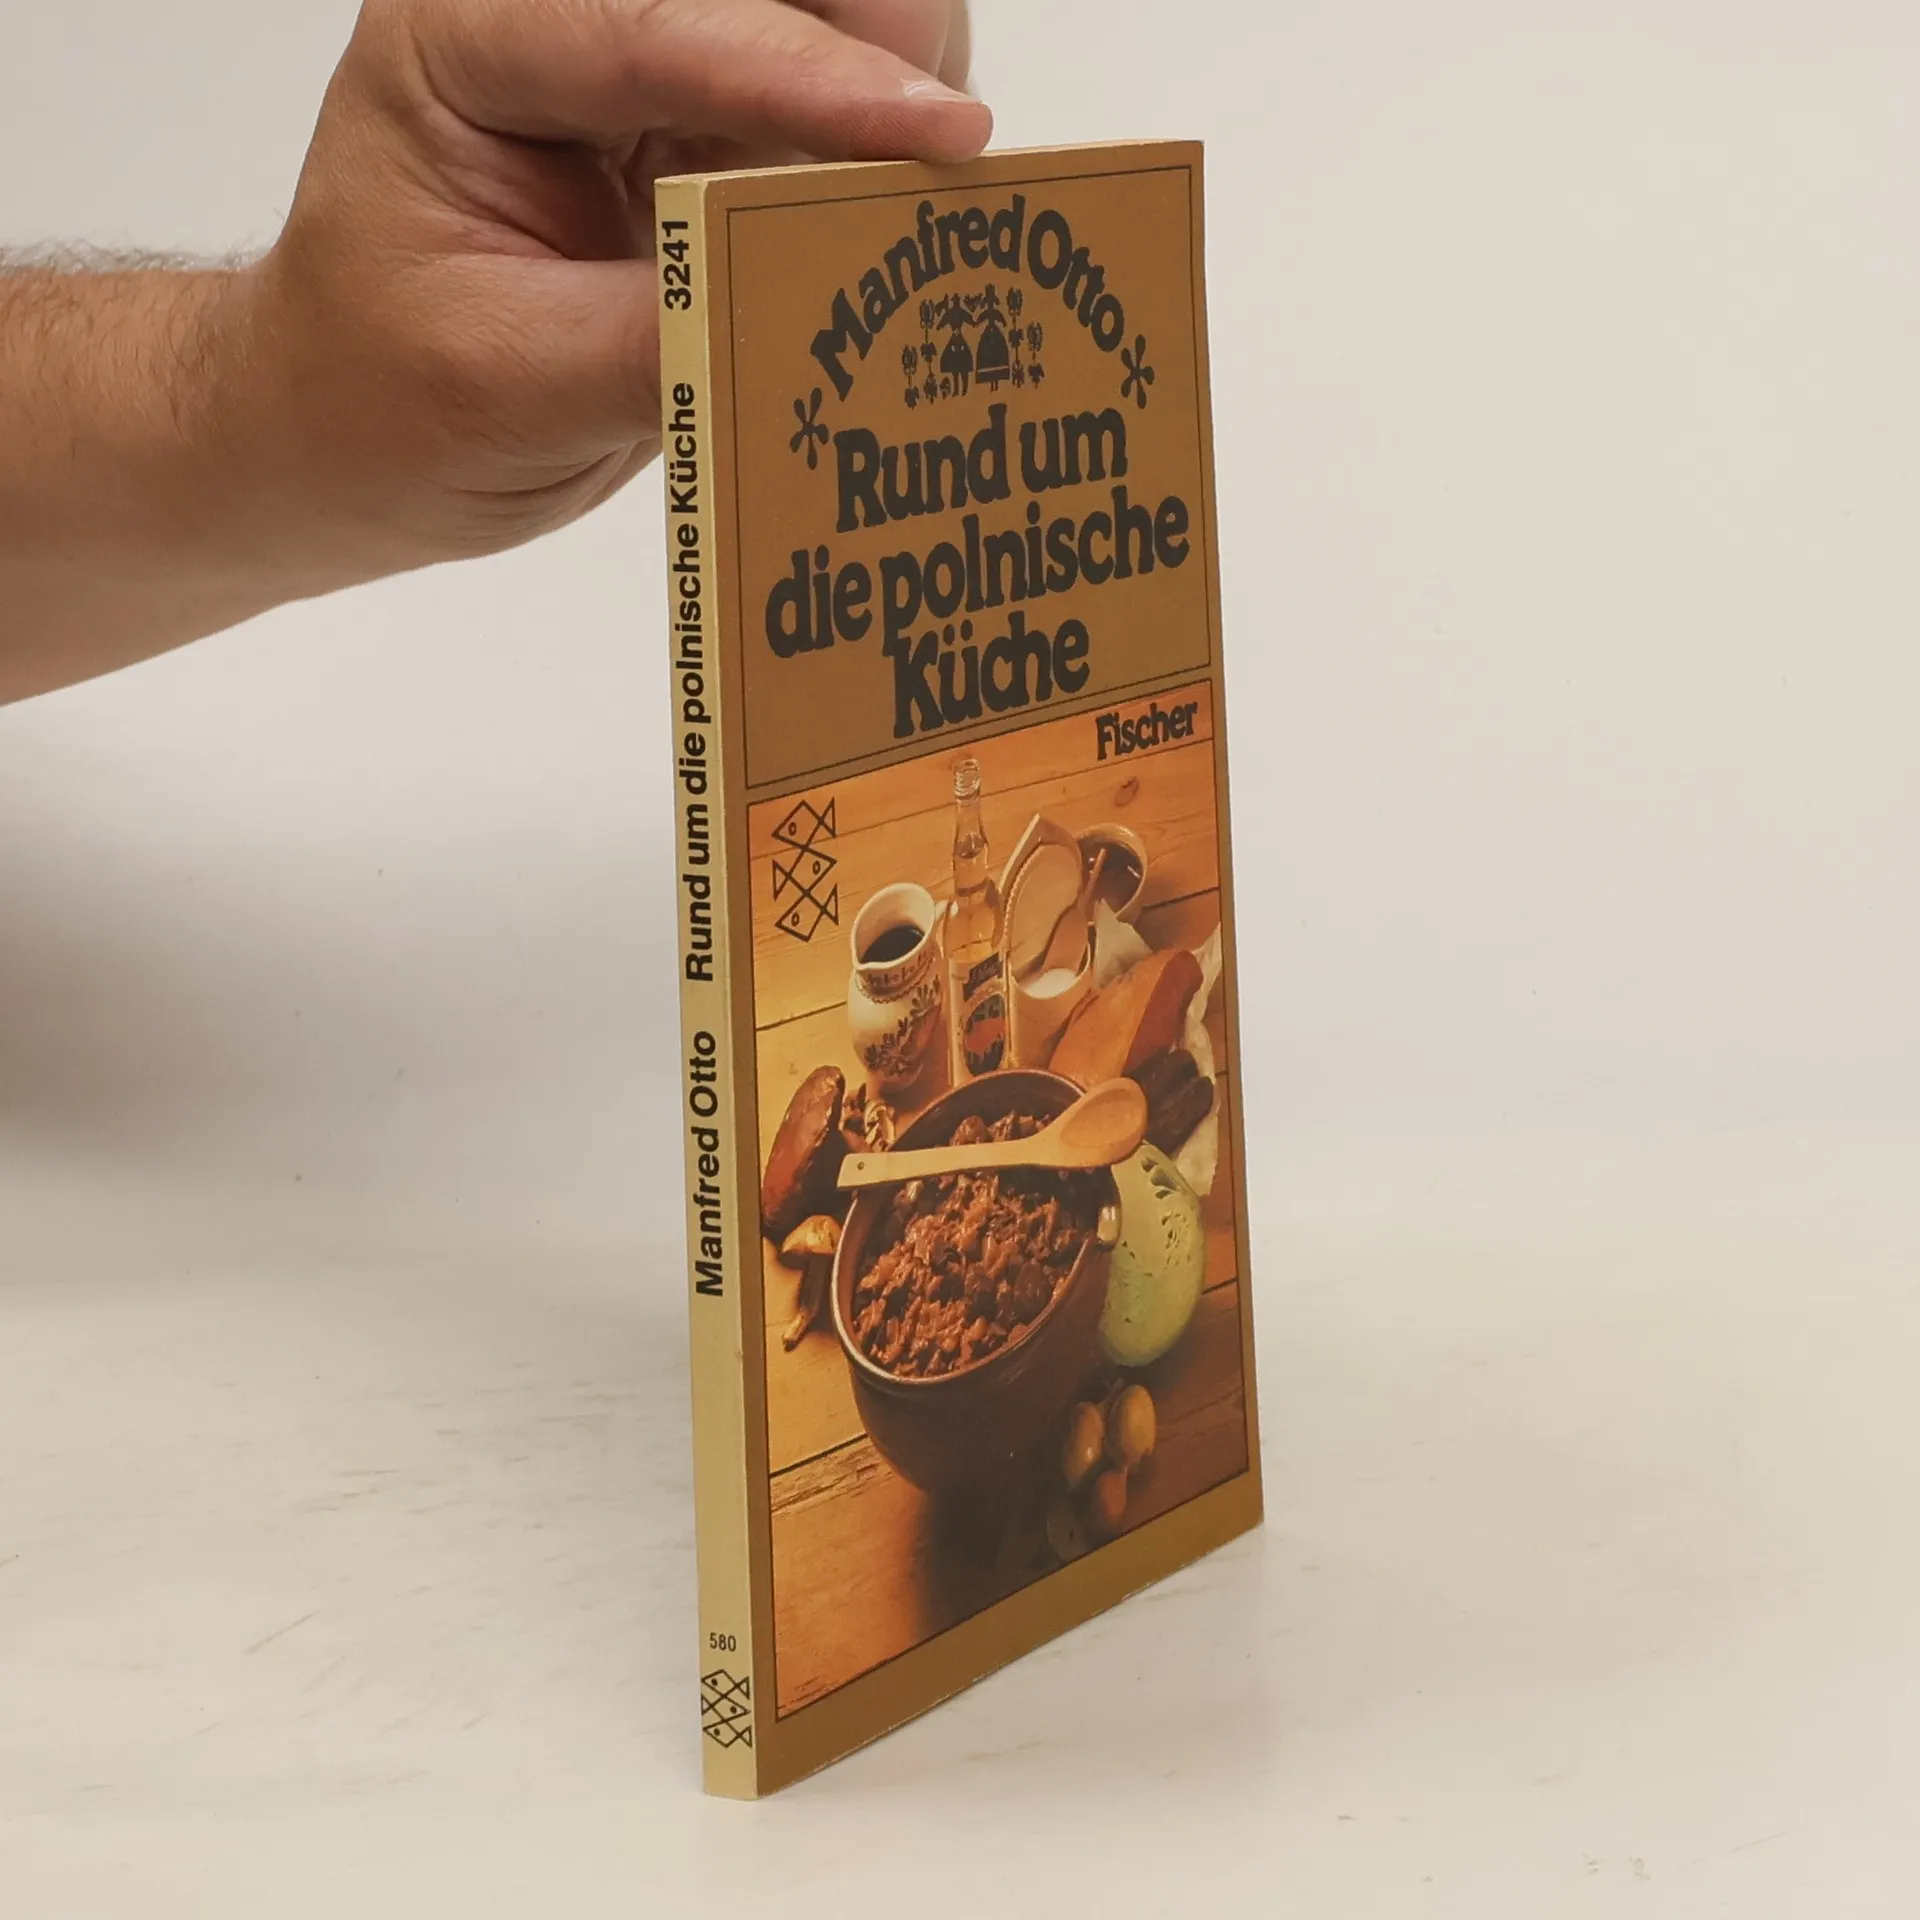 Manfred Otto
Rund um
die polnische
Küche
Fischer
Manfred Otto Rund um die polnische Küche 3241
580